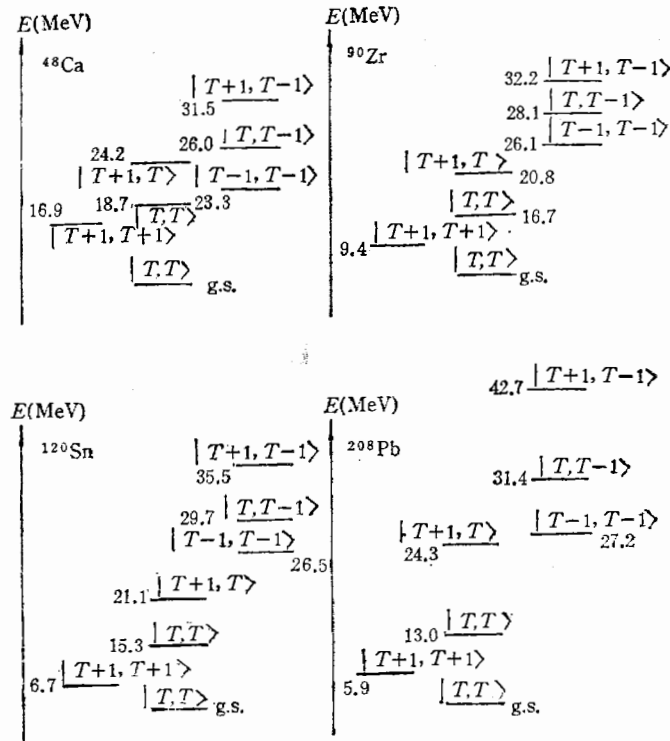 E(MeV)
⁴⁸Ca
| T+1, T−1⟩
31.5
26.0 | T, T−1⟩
24.2
| T+1, T⟩ | T−1, T−1⟩
16.9 18.7 | T, T⟩ 23.3
| T+1, T+1⟩
| T, T⟩
g.s.
E(MeV)
⁹⁰Zr
32.2 | T+1, T−1⟩
28.1 | T, T−1⟩
26.1 | T−1, T−1⟩
| T+1, T⟩
20.8
| T, T⟩
16.7
9.4 | T+1, T+1⟩
| T, T⟩
g.s.
E(MeV)
¹²⁰Sn
| T+1, T−1⟩
35.5
29.7 | T, T−1⟩
| T−1, T−1⟩
26.5
21.1 | T+1, T⟩
15.3 | T, T⟩
| T+1, T+1⟩
6.7
| T, T⟩ g.s.
E(MeV)
²⁰⁸Pb
42.7 | T+1, T−1⟩
31.4 | T, T−1⟩
| T+1, T⟩ | T−1, T−1⟩
24.3 27.2
13.0 | T, T⟩
| T+1, T+1⟩
5.9
| T, T⟩
g.s.